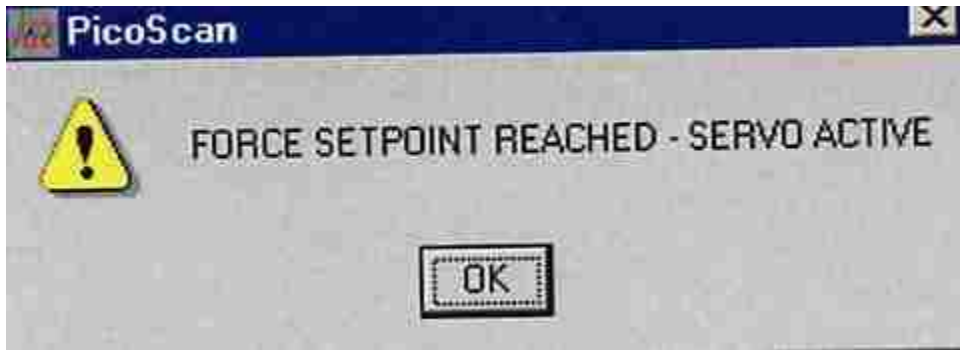 PicoScan
FORCE SETPOINT REACHED - SERVO ACTIVE
OK